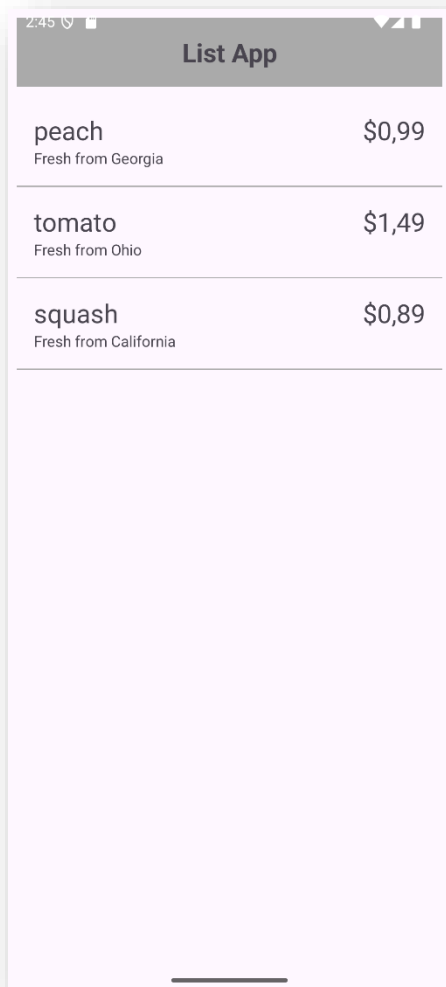 2:45
List App
peach $0,99
Fresh from Georgia
tomato $1,49
Fresh from Ohio
squash $0,89
Fresh from California